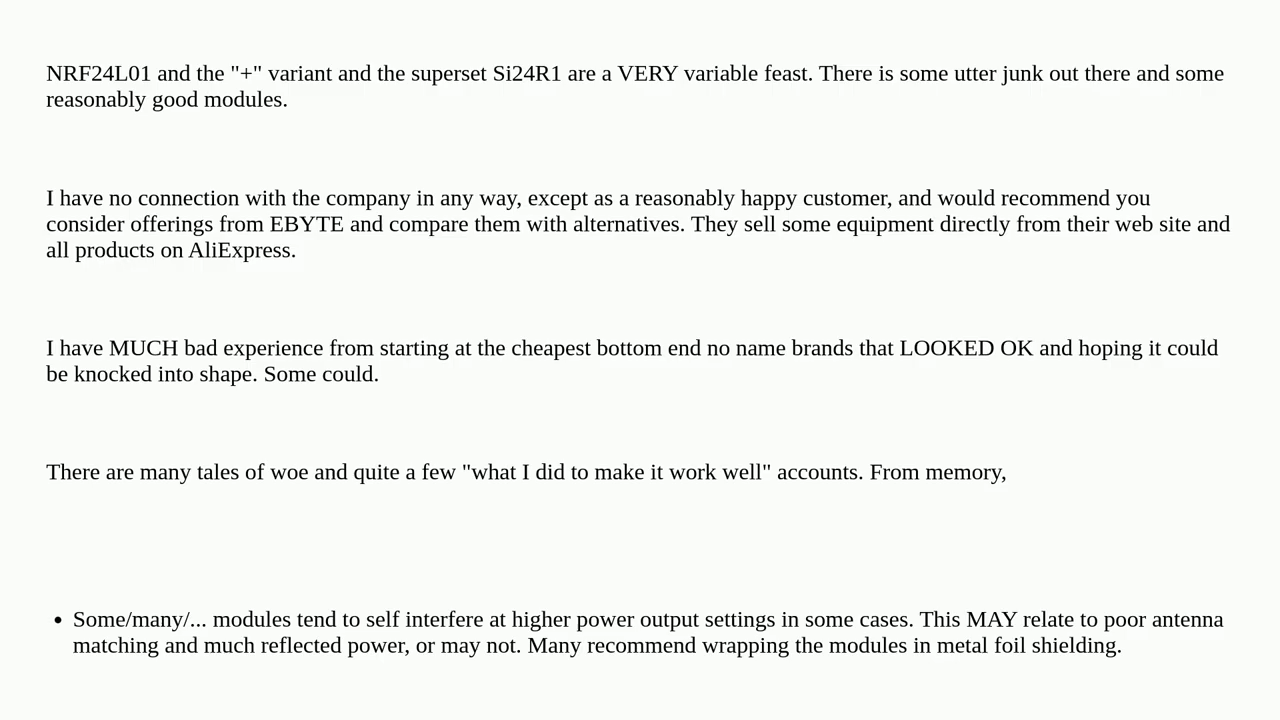 NRF24L01 and the "+" variant and the superset Si24R1 are a VERY variable feast. There is some utter junk out there and some
reasonably good modules.
I have no connection with the company in any way, except as a reasonably happy customer, and would recommend you
consider offerings from EBYTE and compare them with alternatives. They sell some equipment directly from their web site and
all products on AliExpress.
I have MUCH bad experience from starting at the cheapest bottom end no name brands that LOOKED OK and hoping it could
be knocked into shape. Some could.
There are many tales of woe and quite a few "what I did to make it work well" accounts. From memory,
• Some/many/... modules tend to self interfere at higher power output settings in some cases. This MAY relate to poor antenna
matching and much reflected power, or may not. Many recommend wrapping the modules in metal foil shielding.